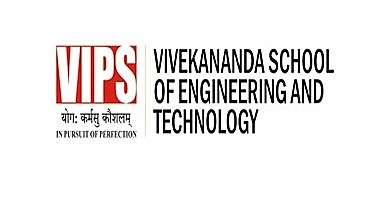 VIPS
योग: कर्मसु कौशलम्
IN PURSUIT OF PERFECTION
VIVEKANANDA SCHOOL
OF ENGINEERING AND
TECHNOLOGY